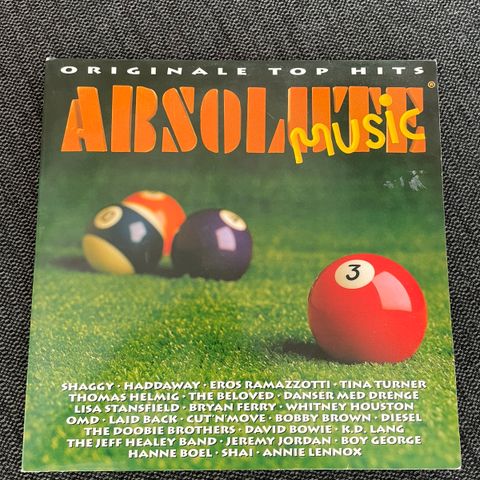 ORIGINALE TOP HITS
ABSOLUTE®
MUSIC
3
SHAGGY · HADDAWAY · EROS RAMAZZOTTI · TINA TURNER
THOMAS HELMIG · THE BELOVED · DANSER MED DRENGE
LISA STANSFIELD · BRYAN FERRY · WHITNEY HOUSTON
OMD · LAID BACK · CUT'N'MOVE · BOBBY BROWN · DIESEL
THE DOOBIE BROTHERS · DAVID BOWIE · K.D. LANG
THE JEFF HEALEY BAND · JEREMY JORDAN · BOY GEORGE
HANNE BOEL · SHAI · ANNIE LENNOX